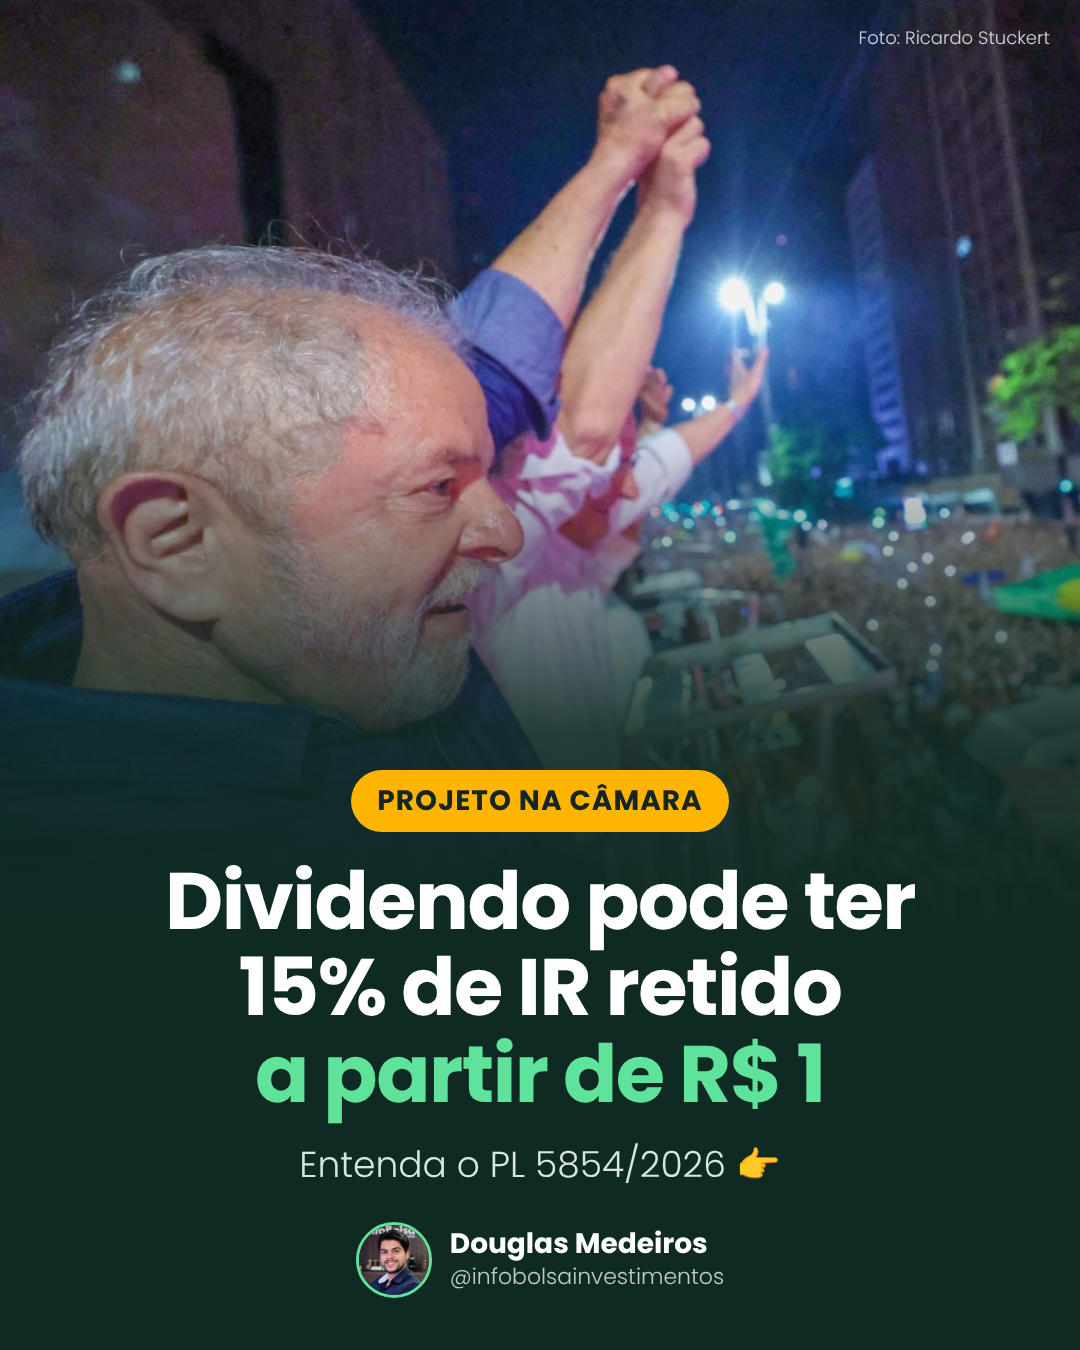 Foto: Ricardo Stuckert
PROJETO NA CÂMARA
Dividendo pode ter
15% de IR retido
a partir de R$ 1
Entenda o PL 5854/2026 👉
Douglas Medeiros
@infobolsainvestimentos